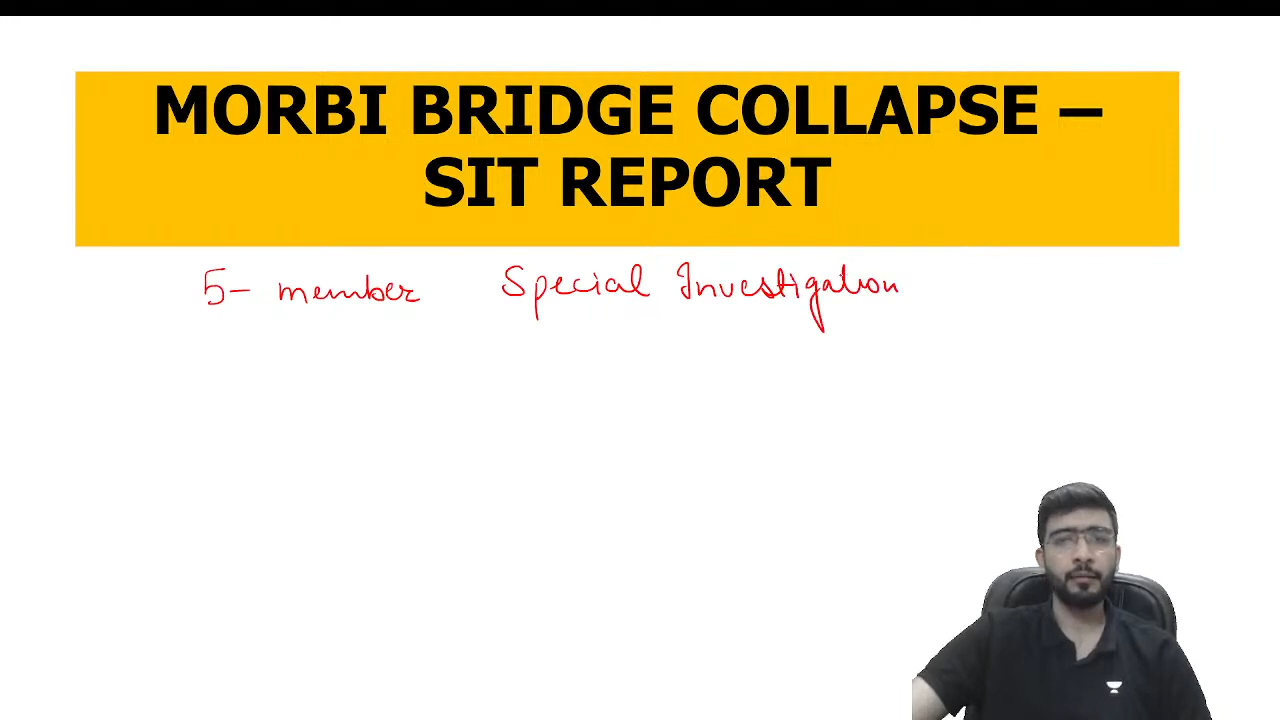 MORBI BRIDGE COLLAPSE –
SIT REPORT
5- member Special Investigation